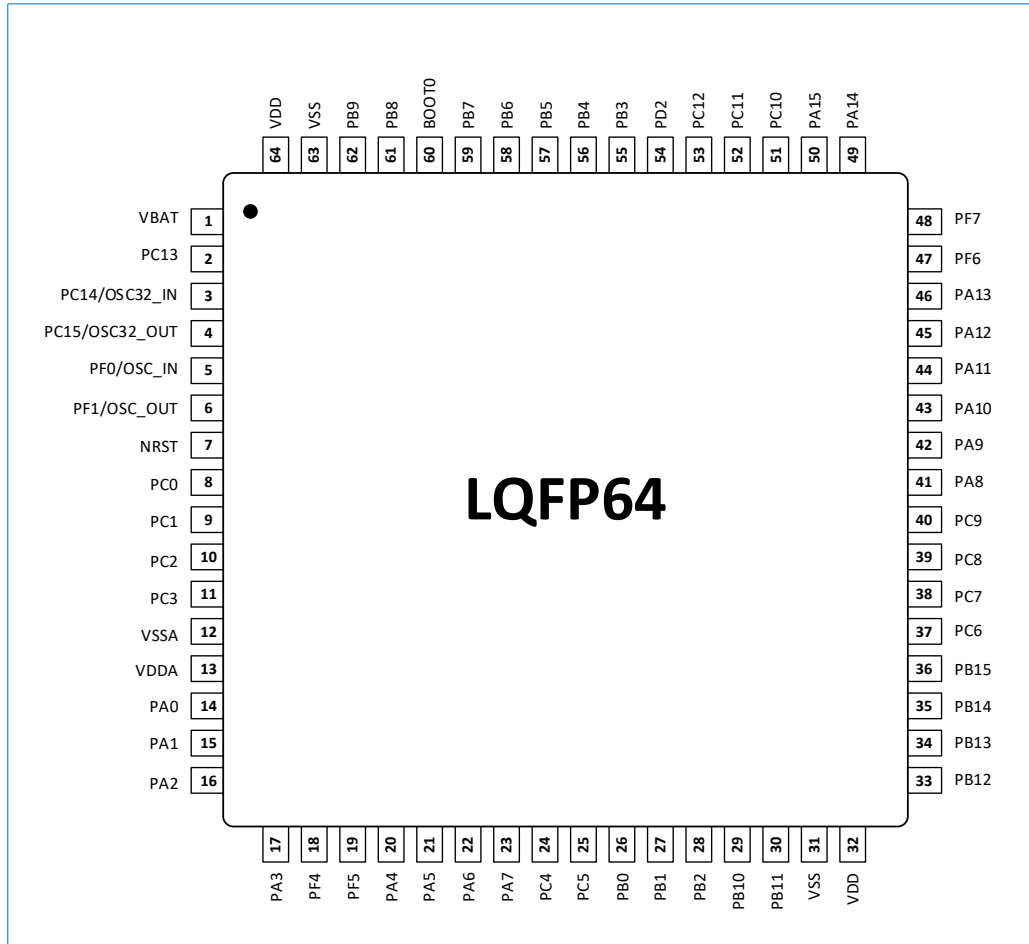 VDD VSS PB9 PB8 BOOT0 PB7 PB6 PB5 PB4 PB3 PD2 PC12 PC11 PC10 PA15 PA14
64 63 62 61 60 59 58 57 56 55 54 53 52 51 50 49
VBAT 1 48 PF7
PC13 2 47 PF6
PC14/OSC32_IN 3 46 PA13
PC15/OSC32_OUT 4 45 PA12
PF0/OSC_IN 5 44 PA11
PF1/OSC_OUT 6 43 PA10
NRST 7 42 PA9
PC0 8 41 PA8
LQFP64
PC1 9 40 PC9
PC2 10 39 PC8
PC3 11 38 PC7
VSSA 12 37 PC6
VDDA 13 36 PB15
PA0 14 35 PB14
PA1 15 34 PB13
PA2 16 33 PB12
17 18 19 20 21 22 23 24 25 26 27 28 29 30 31 32
PA3 PF4 PF5 PA4 PA5 PA6 PA7 PC4 PC5 PB0 PB1 PB2 PB10 PB11 VSS VDD